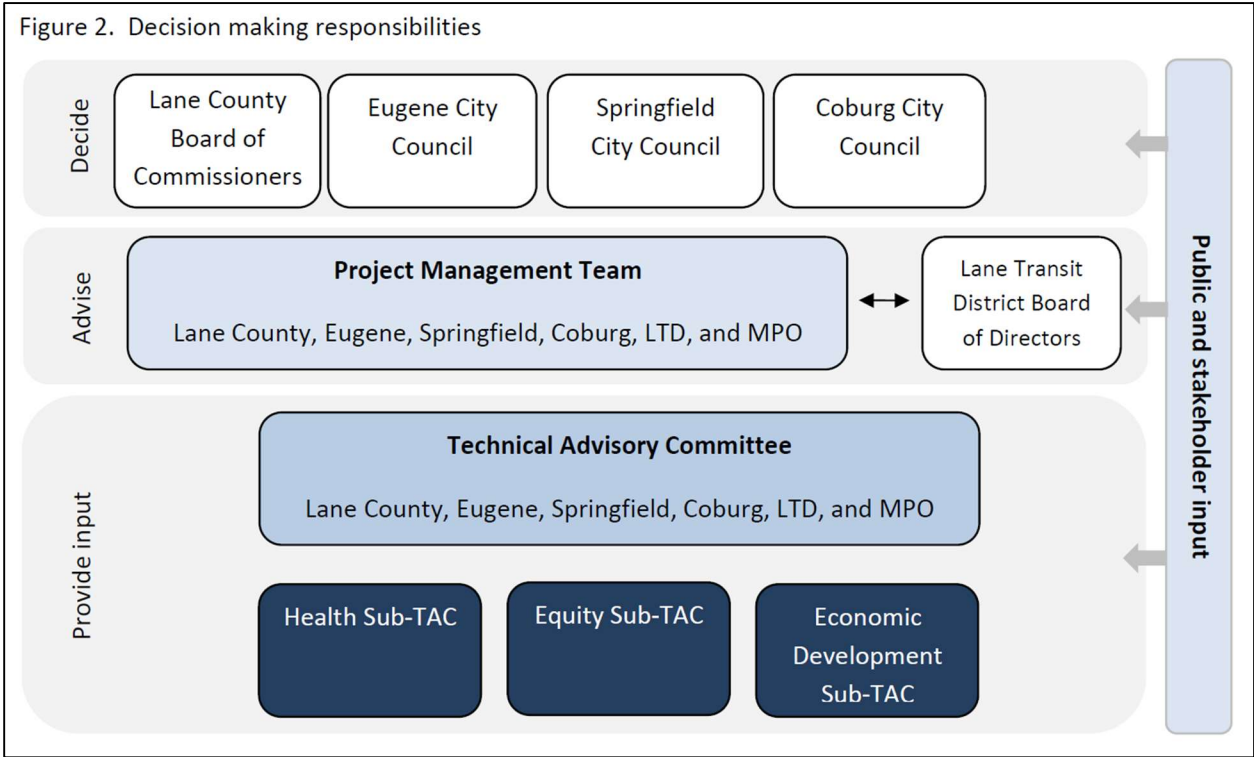 Figure 2.  Decision making responsibilities
Decide
Lane County
Board of
Commissioners
Eugene City
Council
Springfield
City Council
Coburg City
Council
Advise
Project Management Team
Lane County, Eugene, Springfield, Coburg, LTD, and MPO
Lane Transit
District Board
of Directors
Provide input
Technical Advisory Committee
Lane County, Eugene, Springfield, Coburg, LTD, and MPO
Health Sub-TAC
Equity Sub-TAC
Economic
Development
Sub-TAC
Public and stakeholder input